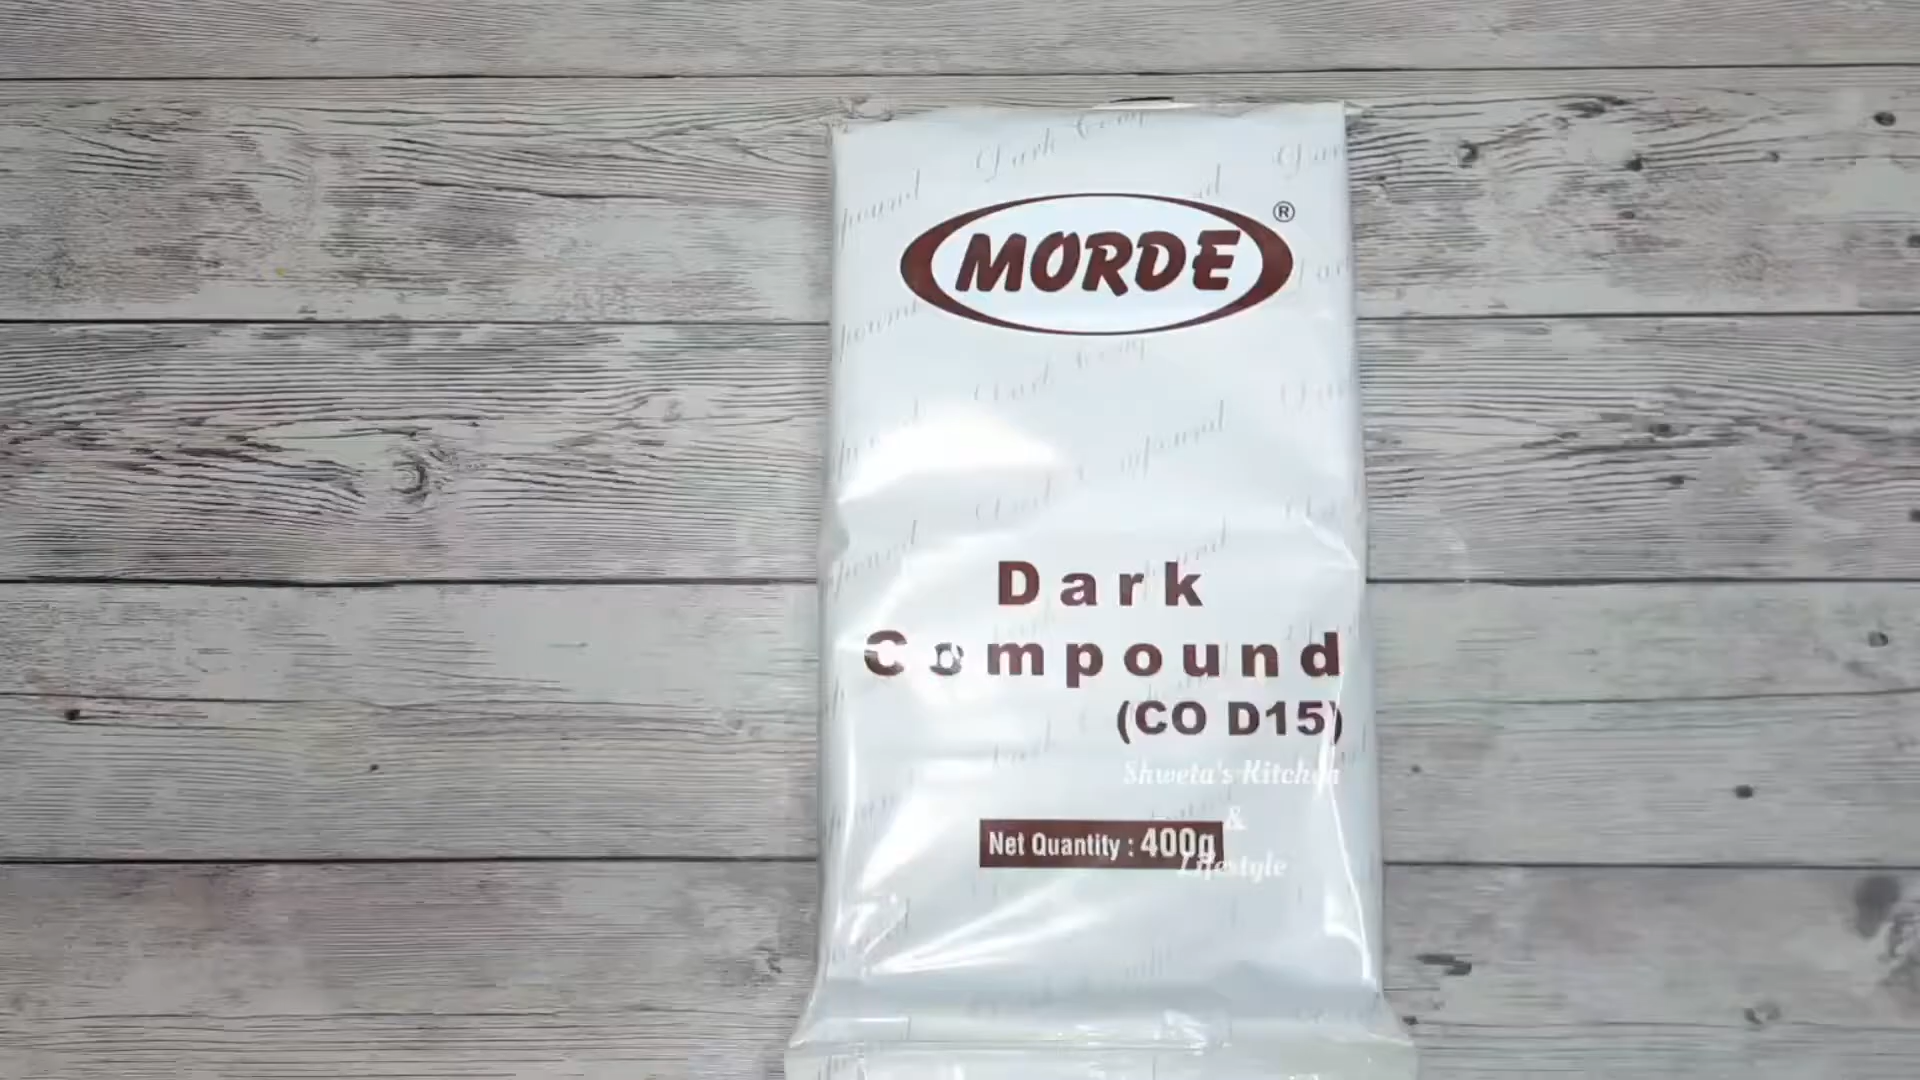 MORDE ®
Dark
Compound
(CO D15)
Shweta's Kitchen
&
Net Quantity : 400g
Lifestyle